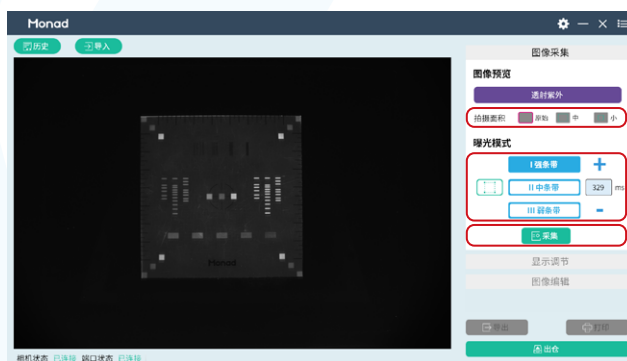 Monad
历史 导入
图像采集
图像预览
透射紫外
拍摄面积 原始 中 小
曝光模式
I 强条带
II 中条带 329 ms
III 弱条带
采集
显示调节
图像编辑
导出 打印
出仓
Monad
相机状态 已连接 端口状态 已连接